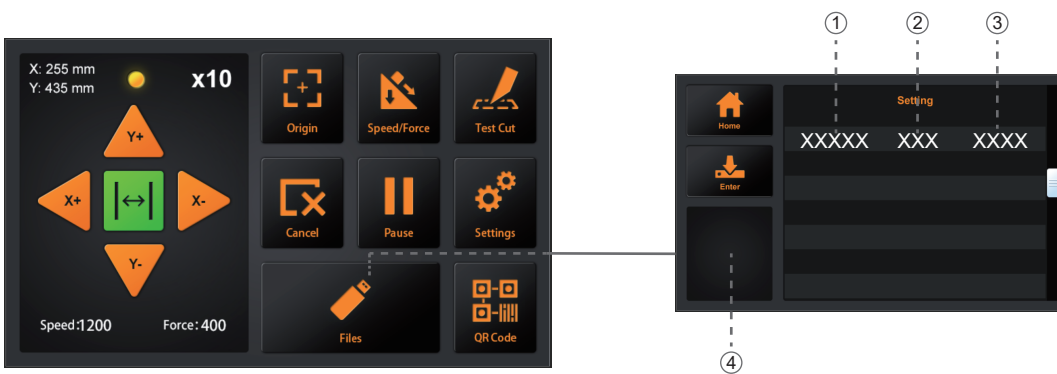 ① ② ③
X: 255 mm
Y: 435 mm
x10
Y+
X+
X-
Y-
Speed:1200 Force:400
Origin Speed/Force Test Cut
Cancel Pause Settings
Files QR Code
Home
Enter
Setting
XXXXX XXX XXXX
④